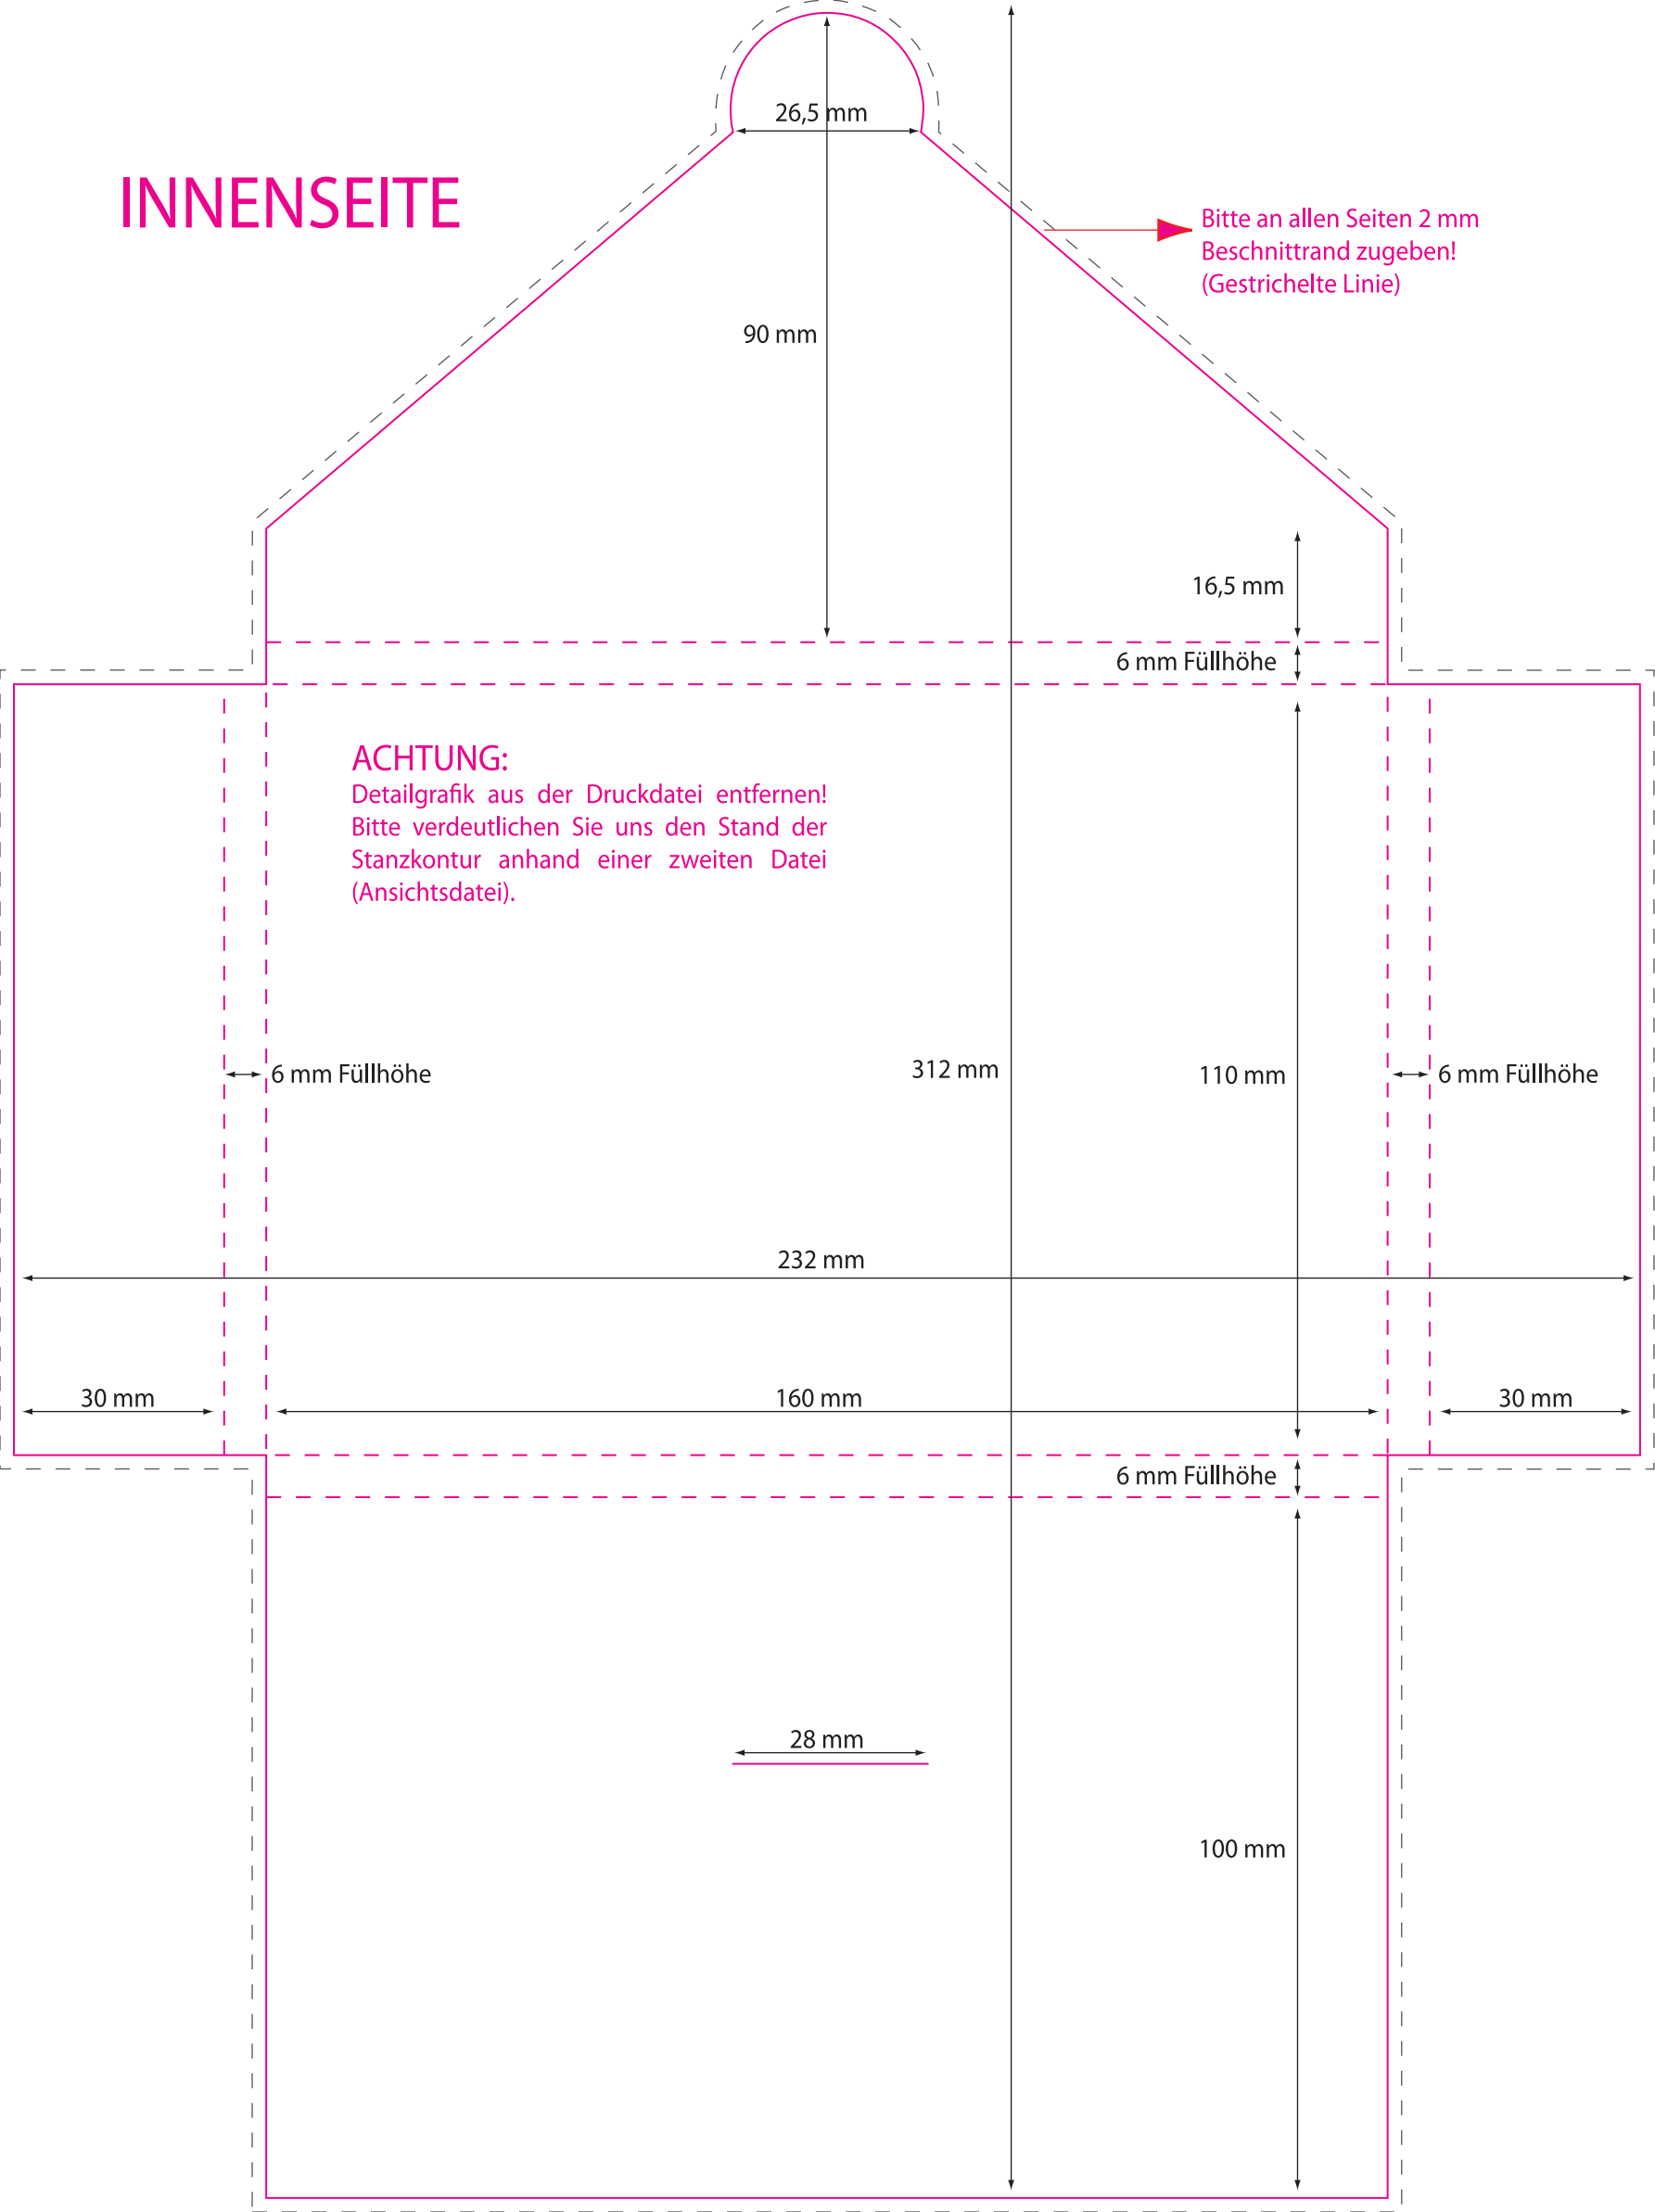 26,5 mm
INNENSEITE
Bitte an allen Seiten 2 mm
Beschnittrand zugeben!
(Gestrichelte Linie)
90 mm
16,5 mm
6 mm Füllhöhe
ACHTUNG:
Detailgrafik aus der Druckdatei entfernen!
Bitte verdeutlichen Sie uns den Stand der
Stanzkontur anhand einer zweiten Datei
(Ansichtsdatei).
6 mm Füllhöhe
312 mm
110 mm
6 mm Füllhöhe
232 mm
30 mm
160 mm
30 mm
6 mm Füllhöhe
28 mm
100 mm